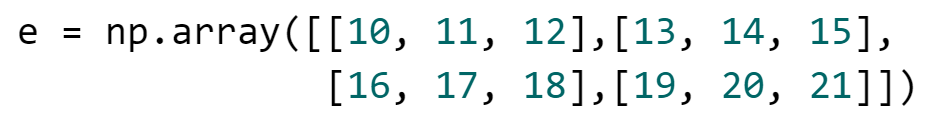 e = np.array([[10, 11, 12],[13, 14, 15],
[16, 17, 18],[19, 20, 21]])